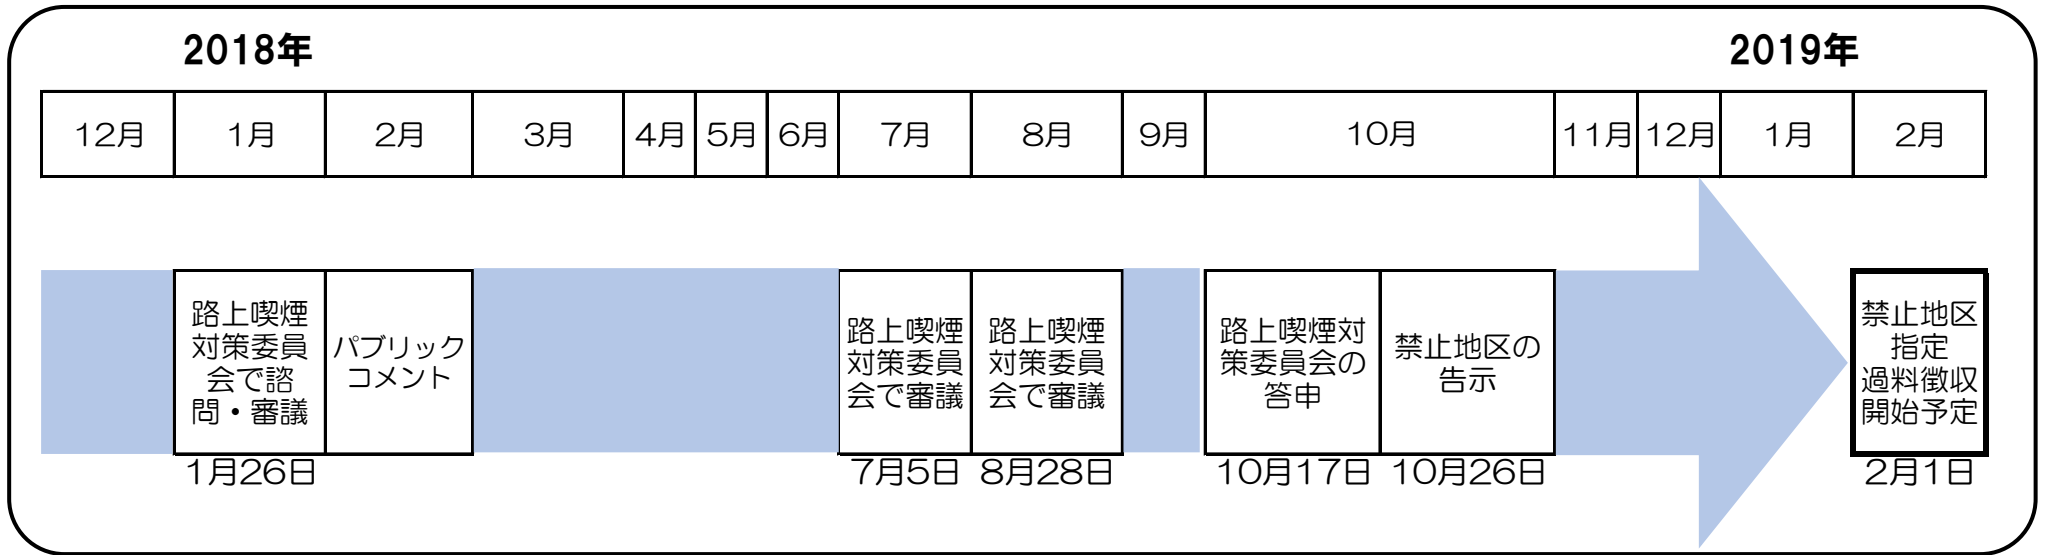 2018年
2019年
12月
1月
2月
3月
4月
5月
6月
7月
8月
9月
10月
11月
12月
1月
2月
路上喫煙
対策委員
会で諮
問・審議
1月26日
パブリック
コメント
路上喫煙
対策委員
会で審議
7月5日
路上喫煙
対策委員
会で審議
8月28日
路上喫煙対
策委員会の
答申
10月17日
禁止地区の
告示
10月26日
禁止地区
指定
過料徴収
開始予定
2月1日